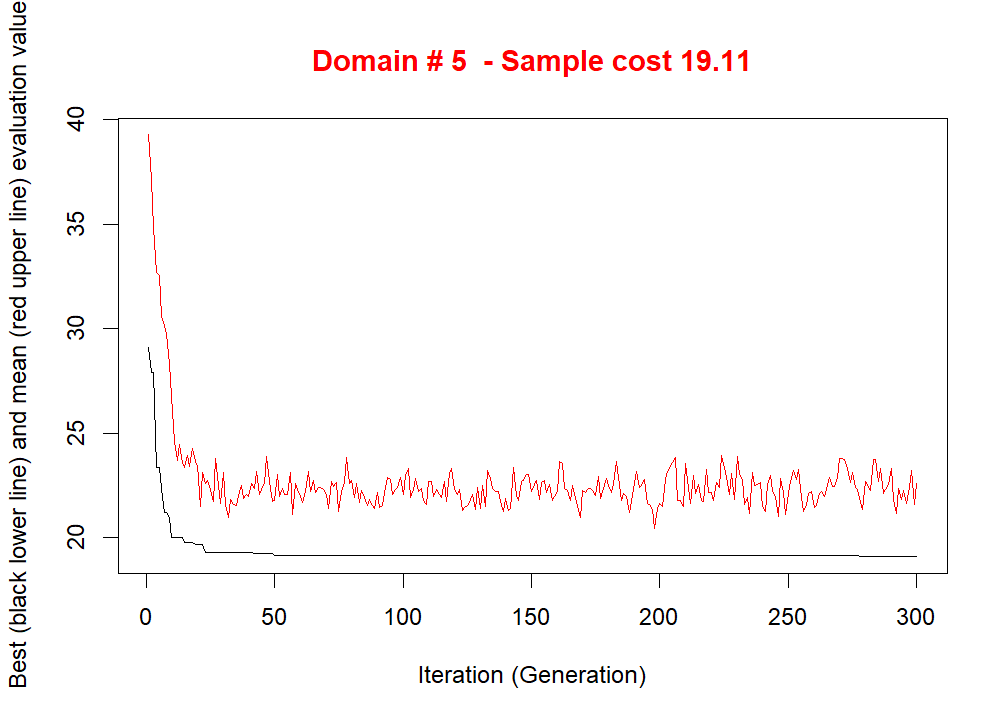 Domain # 5  - Sample cost 19.11
Best (black lower line) and mean (red upper line) evaluation value
40
35
30
25
20
0 50 100 150 200 250 300
Iteration (Generation)